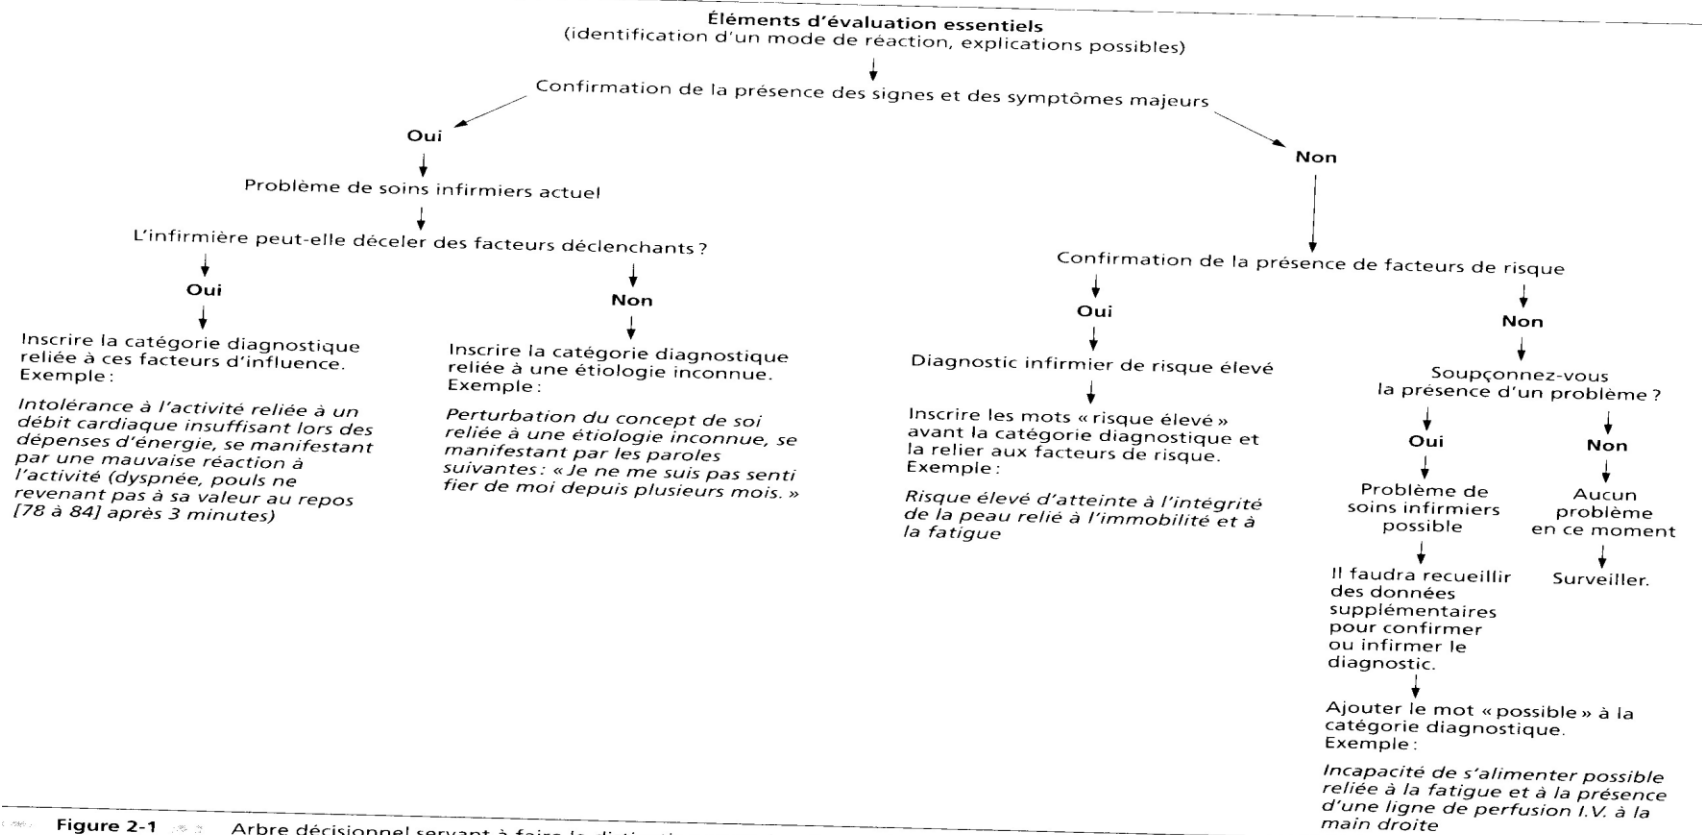 Éléments d'évaluation essentiels
(identification d'un mode de réaction, explications possibles)
Confirmation de la présence des signes et des symptômes majeurs
Oui
Problème de soins infirmiers actuel
L'infirmière peut-elle déceler des facteurs déclenchants ?
Oui
Inscrire la catégorie diagnostique
reliée à ces facteurs d'influence.
Exemple :
Intolérance à l'activité reliée à un
débit cardiaque insuffisant lors des
dépenses d'énergie, se manifestant
par une mauvaise réaction à
l'activité (dyspnée, pouls ne
revenant pas à sa valeur au repos
[78 à 84] après 3 minutes)
Non
Inscrire la catégorie diagnostique
reliée à une étiologie inconnue.
Exemple :
Perturbation du concept de soi
reliée à une étiologie inconnue, se
manifestant par les paroles
suivantes : « Je ne me suis pas senti
fier de moi depuis plusieurs mois. »
Non
Confirmation de la présence de facteurs de risque
Oui
Diagnostic infirmier de risque élevé
Inscrire les mots « risque élevé »
avant la catégorie diagnostique et
la relier aux facteurs de risque.
Exemple :
Risque élevé d'atteinte à l'intégrité
de la peau relié à l'immobilité et à
la fatigue
Non
Soupçonnez-vous
la présence d'un problème ?
Oui
Problème de
soins infirmiers
possible
Il faudra recueillir
des données
supplémentaires
pour confirmer
ou infirmer le
diagnostic.
Ajouter le mot « possible » à la
catégorie diagnostique.
Exemple :
Incapacité de s'alimenter possible
reliée à la fatigue et à la présence
d'une ligne de perfusion I.V. à la
main droite
Non
Aucun
problème
en ce moment
Surveiller.
Figure 2-1 Arbre décisionnel servant à faire la